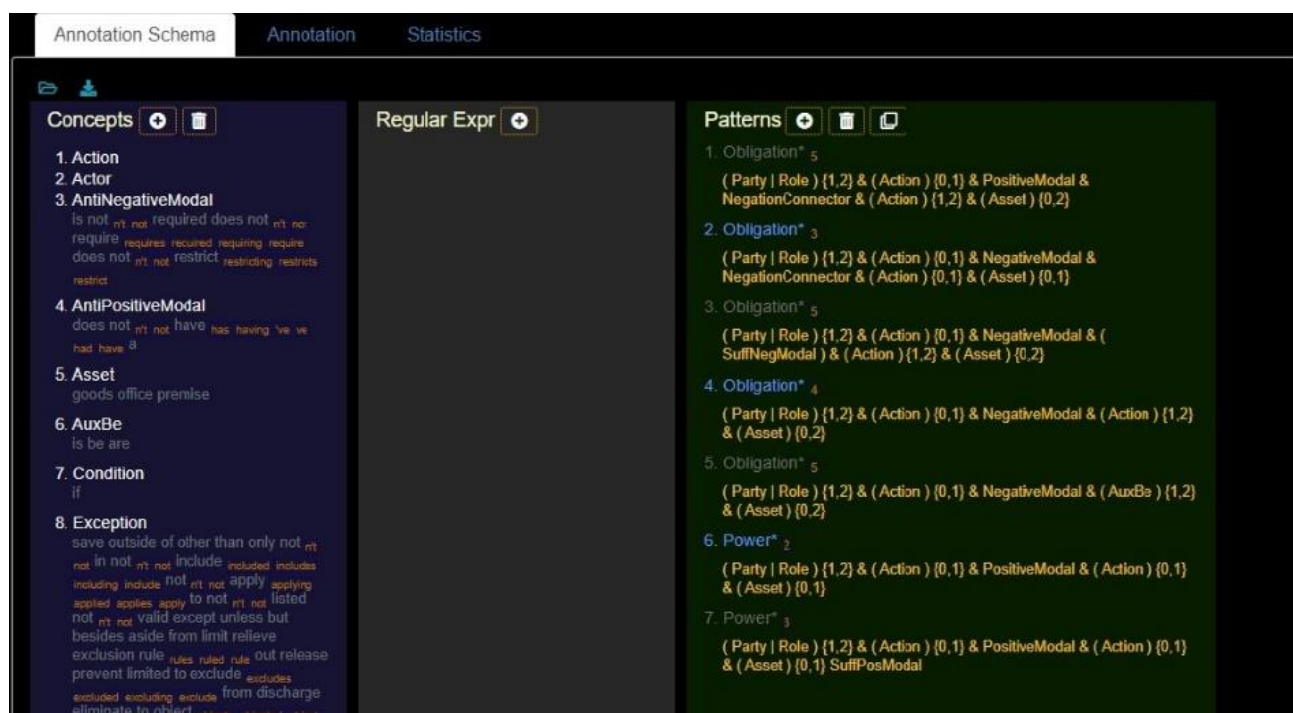 Annotation Schema Annotation Statistics
Concepts
1. Action
2. Actor
3. AntiNegativeModal
is not n't not required does not n't not
require requires required requiring require
does not n't not restrict restricting restricts
restrict
4. AntiPositiveModal
does not n't not have has having 've ve
had have a
5. Asset
goods office premise
6. AuxBe
is be are
7. Condition
if
8. Exception
save outside of other than only not n't
not in not n't not include included includes
including include not n't not apply applying
applied applies apply to not n't not listed
not n't not valid except unless but
besides aside from limit relieve
exclusion rule rules ruled rule out release
prevent limited to exclude excludes
excluded excluding exclude from discharge
eliminate to object
Regular Expr
Patterns
1. Obligation* 5
( Party | Role ) {1,2} & ( Action ) {0,1} & PositiveModal &
NegationConnector & ( Action ) {1,2} & ( Asset ) {0,2}
2. Obligation* 3
( Party | Role ) {1,2} & ( Action ) {0,1} & NegativeModal &
NegationConnector & ( Action ) {0,1} & ( Asset ) {0,1}
3. Obligation* 5
( Party | Role ) {1,2} & ( Action ) {0,1} & NegativeModal & (
SuffNegModal ) & ( Action ) {1,2} & ( Asset ) {0,2}
4. Obligation* 4
( Party | Role ) {1,2} & ( Action ) {0,1} & NegativeModal & ( Action ) {1,2}
& ( Asset ) {0,2}
5. Obligation* 5
( Party | Role ) {1,2} & ( Action ) {0,1} & NegativeModal & ( AuxBe ) {1,2}
& ( Asset ) {0,2}
6. Power* 2
( Party | Role ) {1,2} & ( Action ) {0,1} & PositiveModal & ( Action ) {0,1}
& ( Asset ) {0,1}
7. Power* 3
( Party | Role ) {1,2} & ( Action ) {0,1} & PositiveModal & ( Action ) {0,1}
& ( Asset ) {0,1} SuffPosModal